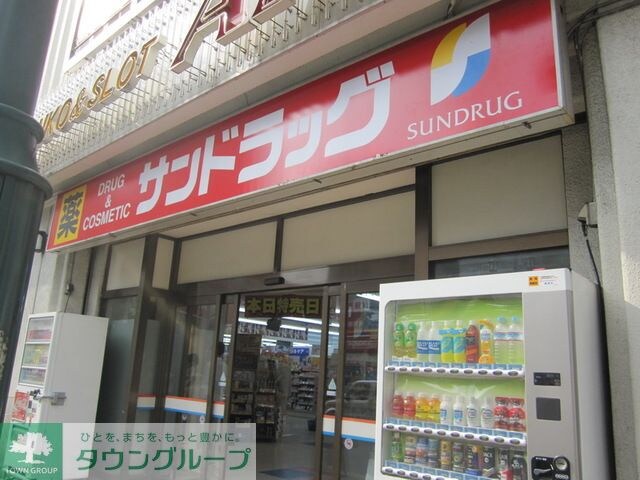 KO & SLOT
薬
DRUG
&
COSMETIC
サンドラッグ
SUNDRUG
本日特売日
ひとを、まちを、もっと豊かに。
タウングループ
TOWN GROUP